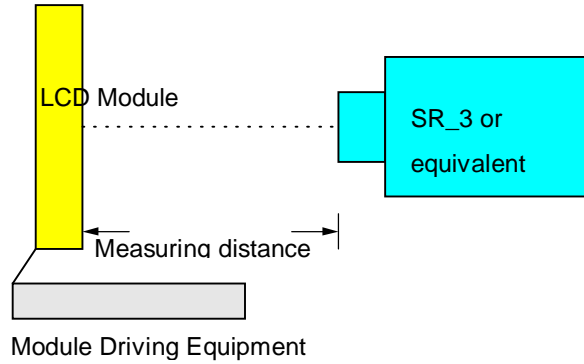 LCD Module
SR_3 or
equivalent
Measuring distance
Module Driving Equipment